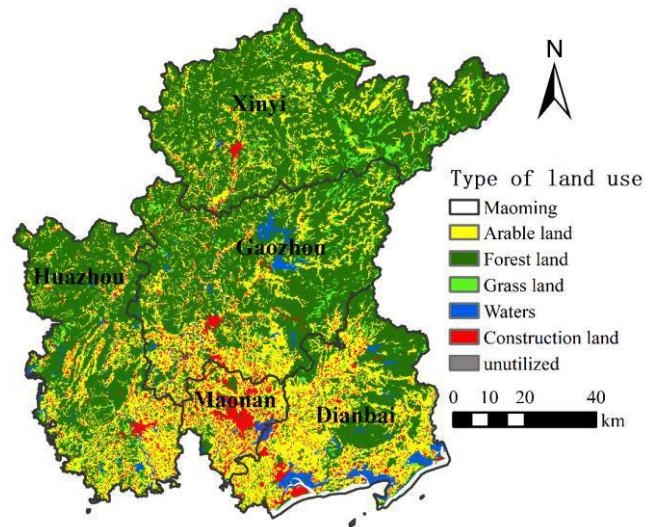 N
Xinyi
Gaozhou
Huazhou
Maonan
Dianbai
Type of land use
Maoming
Arable land
Forest land
Grass land
Waters
Construction land
unutilized
0 20 40
km